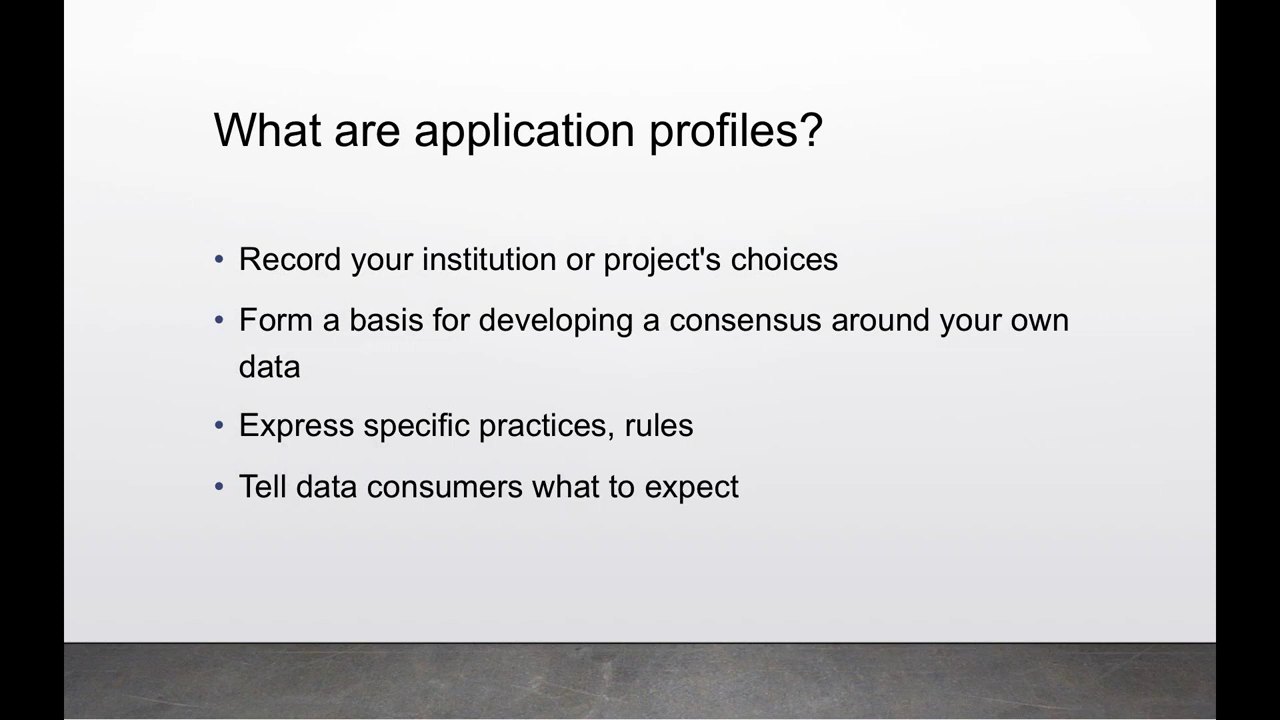 What are application profiles?
• Record your institution or project's choices
• Form a basis for developing a consensus around your own
data
• Express specific practices, rules
• Tell data consumers what to expect